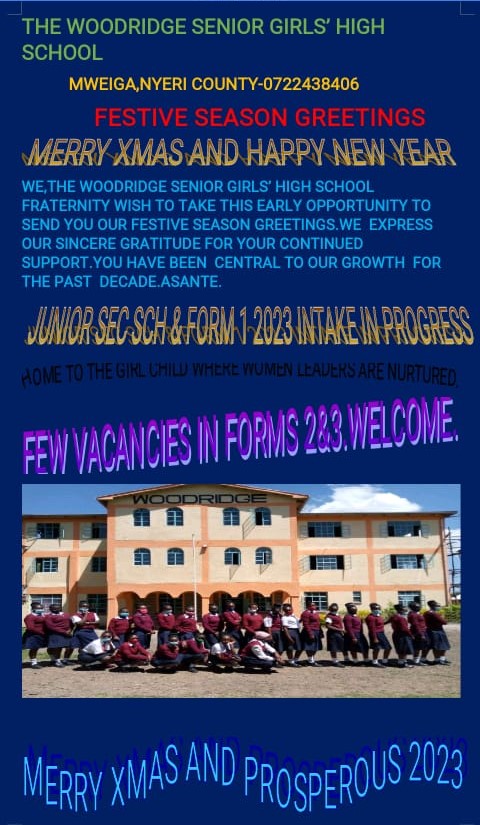 THE WOODRIDGE SENIOR GIRLS' HIGH
SCHOOL
MWEIGA,NYERI COUNTY-0722438406
FESTIVE SEASON GREETINGS
MERRY XMAS AND HAPPY NEW YEAR
WE,THE WOODRIDGE SENIOR GIRLS' HIGH SCHOOL
FRATERNITY WISH TO TAKE THIS EARLY OPPORTUNITY TO
SEND YOU OUR FESTIVE SEASON GREETINGS.WE EXPRESS
OUR SINCERE GRATITUDE FOR YOUR CONTINUED
SUPPORT.YOU HAVE BEEN CENTRAL TO OUR GROWTH FOR
THE PAST DECADE.ASANTE.
JUNIOR SEC SCH & FORM 1 2023 INTAKE IN PROGRESS
HOME TO THE GIRL CHILD WHERE WOMEN LEADERS ARE NURTURED.
FEW VACANCIES IN FORMS 2&3.WELCOME.
WOODRIDGE
MERRY XMAS AND PROSPEROUS 2023